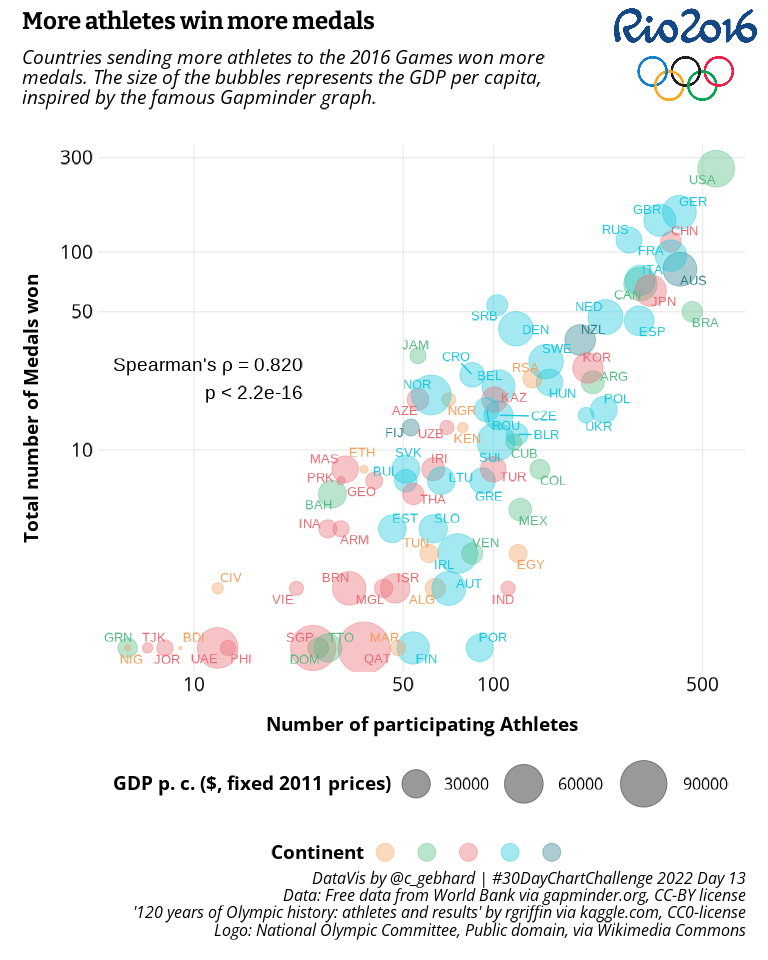 More athletes win more medals
Rio2016
Countries sending more athletes to the 2016 Games won more
medals. The size of the bubbles represents the GDP per capita,
inspired by the famous Gapminder graph.
300
USA
GER
GBR
RUS
CHN
100
FRA
ITA
AUS
CAN
JPN
50
SRB
NED
BRA
DEN
NZL
ESP
JAM
SWE
CRO
KOR
Spearman's ρ = 0.820
RSA
BEL
ARG
NOR
HUN
p < 2.2e-16
KAZ
POL
AZE
NGR
CZE
ROU
UKR
FIJ
UZB
KEN
BLR
10
ETH
SVK
CUB
MAS
IRI
SUI
PRK
BUL
LTU
TUR
COL
GEO
GRE
BAH
THA
INA
EST
SLO
MEX
ARM
TUN
VEN
IRL
EGY
CIV
BRN
ISR
AUT
VIE
MGL
ALG
IND
GRN
TJK
BDI
SGP
TTO
MAR
POR
NIG
JOR
UAE
PHI
DOM
QAT
FIN
10
50
100
500
Total number of Medals won
Number of participating Athletes
GDP p. c. ($, fixed 2011 prices)
30000
60000
90000
Continent
DataVis by @c_gebhard | #30DayChartChallenge 2022 Day 13
Data: Free data from World Bank via gapminder.org, CC-BY license
'120 years of Olympic history: athletes and results' by rgriffin via kaggle.com, CC0-license
Logo: National Olympic Committee, Public domain, via Wikimedia Commons